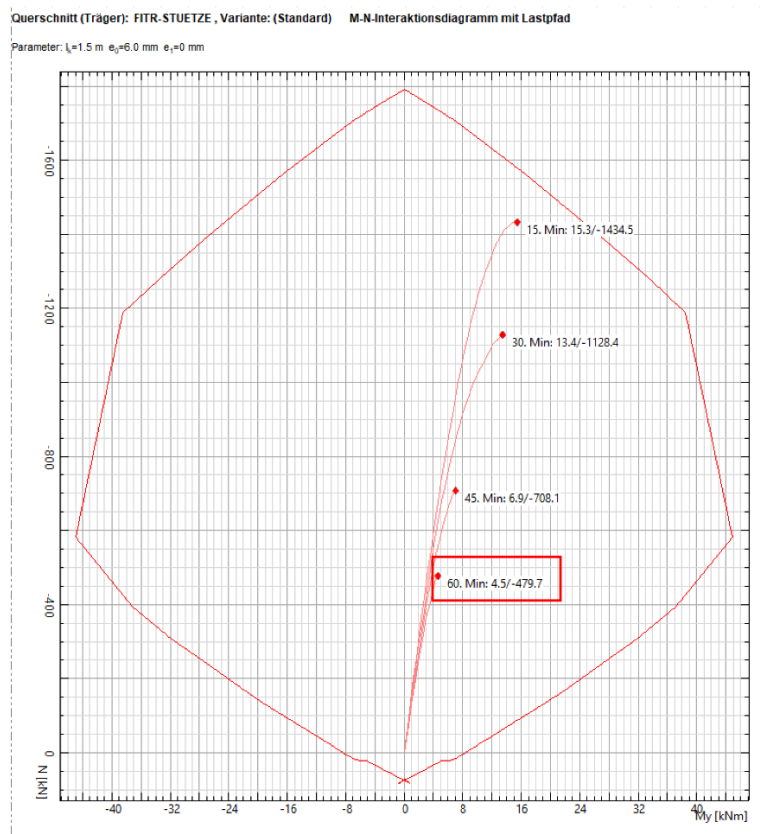 Querschnitt (Träger): FITR-STUETZE , Variante: (Standard) M-N-Interaktionsdiagramm mit Lastpfad
Parameter: lk=1.5 m e0=6.0 mm e1=0 mm
-1600
15. Min: 15.3/-1434.5
-1200
30. Min: 13.4/-1128.4
-800
45. Min: 6.9/-708.1
60. Min: 4.5/-479.7
-400
0
N [kN]
-40 -32 -24 -16 -8 0 8 16 24 32 40
My [kNm]